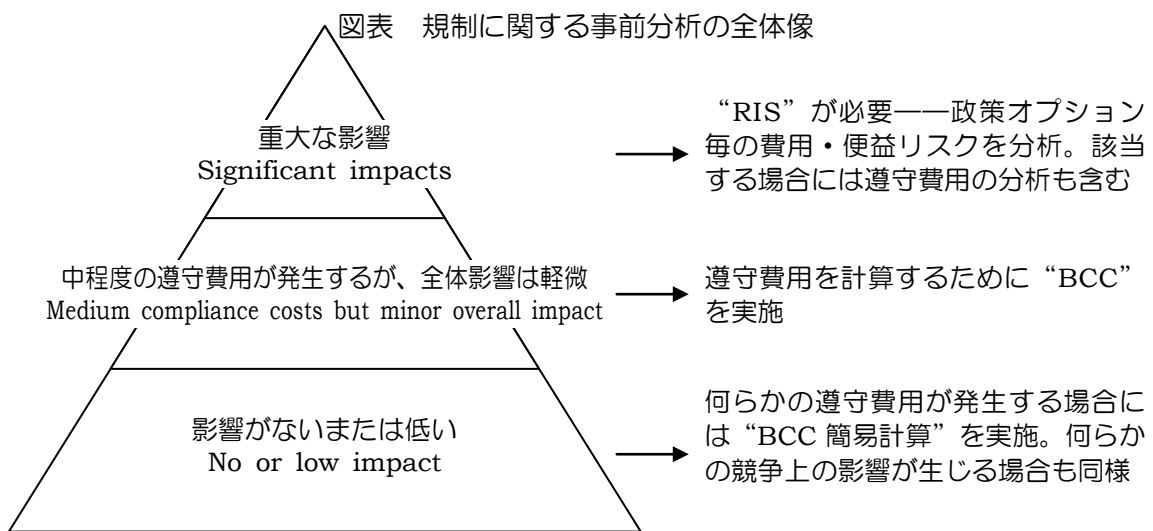 図表 規制に関する事前分析の全体像
重大な影響
Significant impacts
“RIS”が必要――政策オプション
毎の費用・便益リスクを分析。該当
する場合には遵守費用の分析も含む
中程度の遵守費用が発生するが、全体影響は軽微
Medium compliance costs but minor overall impact
遵守費用を計算するために“BCC”
を実施
影響がないまたは低い
No or low impact
何らかの遵守費用が発生する場合に
は“BCC 簡易計算”を実施。何らか
の競争上の影響が生じる場合も同様